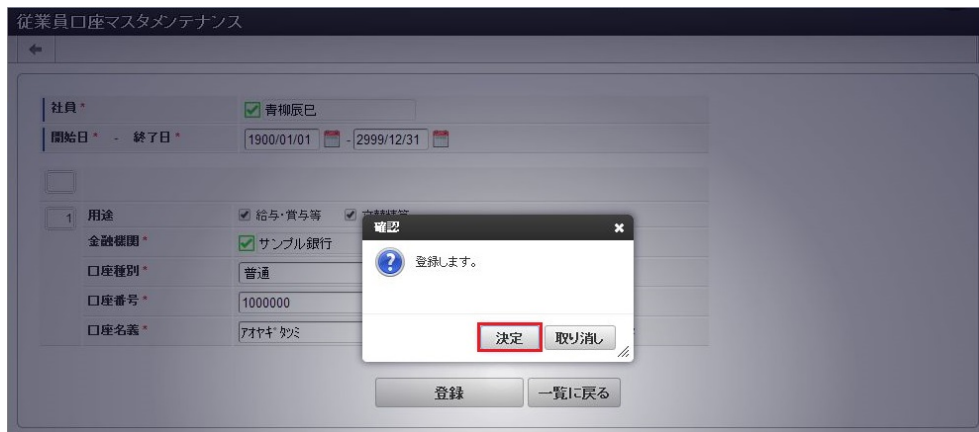 従業員口座マスタメンテナンス
社員* 青柳辰巳
開始日* - 終了日* 1900/01/01 - 2999/12/31
1 用途 給与・賞与等
確認
金融機関* サンプル銀行
登録します。
口座種別* 普通
口座番号* 1000000
口座名義* ｱｵﾔｷﾞﾀﾂﾐ
決定 取り消し
登録 一覧に戻る